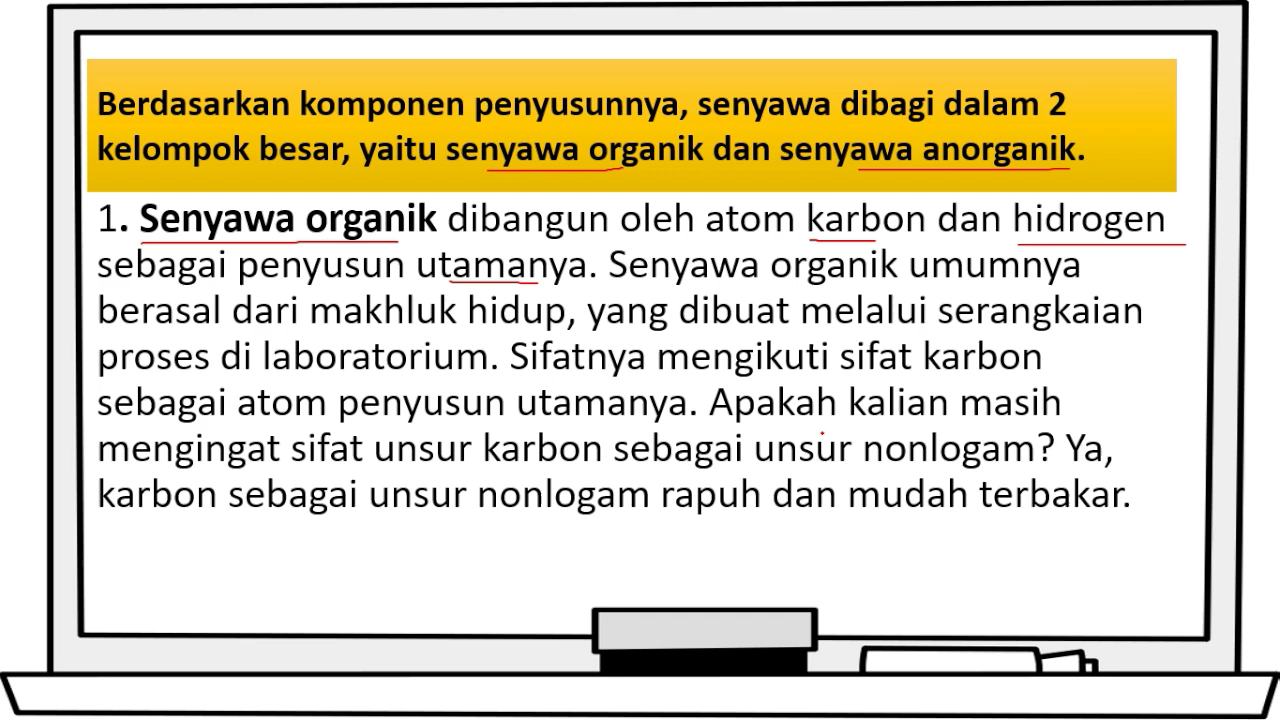 Berdasarkan komponen penyusunnya, senyawa dibagi dalam 2
kelompok besar, yaitu senyawa organik dan senyawa anorganik.
1. Senyawa organik dibangun oleh atom karbon dan hidrogen
sebagai penyusun utamanya. Senyawa organik umumnya
berasal dari makhluk hidup, yang dibuat melalui serangkaian
proses di laboratorium. Sifatnya mengikuti sifat karbon
sebagai atom penyusun utamanya. Apakah kalian masih
mengingat sifat unsur karbon sebagai unsur nonlogam? Ya,
karbon sebagai unsur nonlogam rapuh dan mudah terbakar.